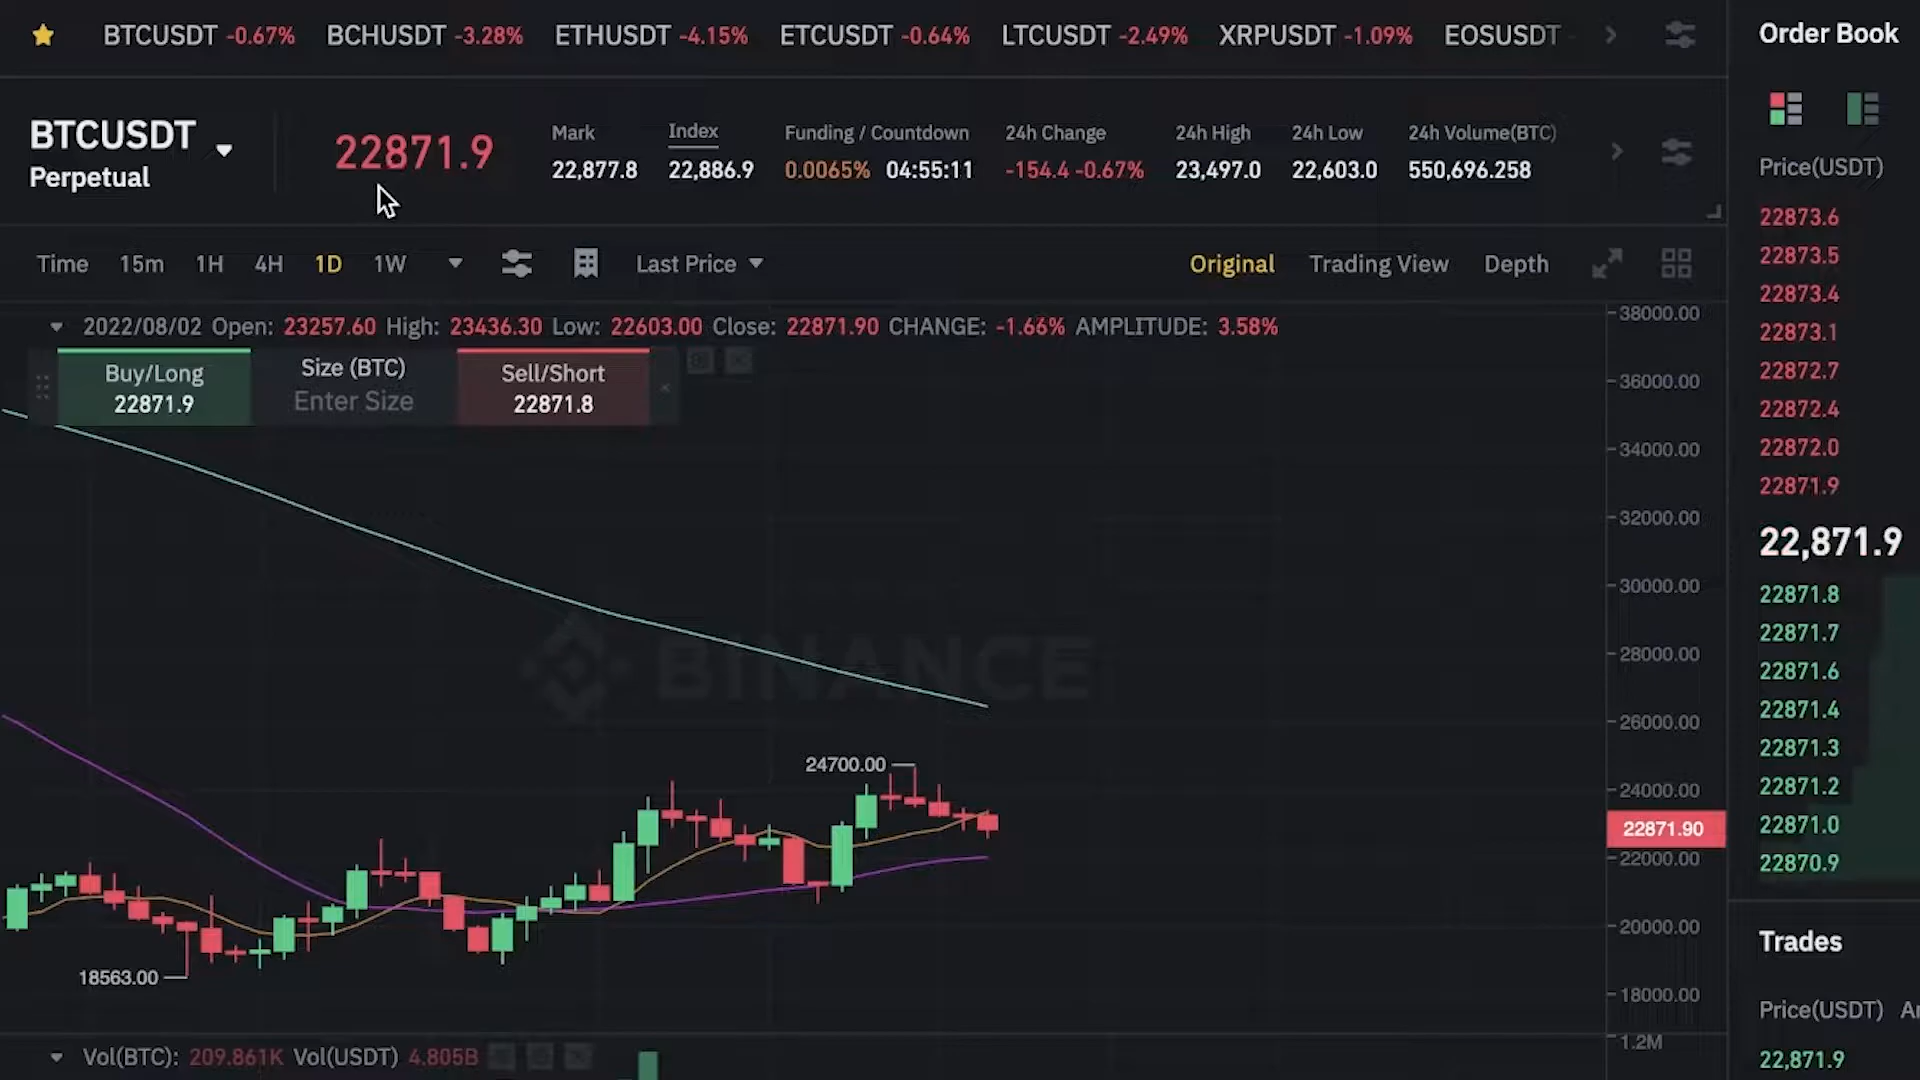 BTCUSDT -0.67% BCHUSDT -3.28% ETHUSDT -4.15% ETCUSDT -0.64% LTCUSDT -2.49% XRPUSDT -1.09% EOSUSDT
Order Book
BTCUSDT
Perpetual
22871.9
Mark
22,877.8
Index
22,886.9
Funding / Countdown
0.0065% 04:55:11
24h Change
-154.4 -0.67%
24h High
23,497.0
24h Low
22,603.0
24h Volume(BTC)
550,696.258
Time 15m 1H 4H 1D 1W Last Price Original Trading View Depth
2022/08/02 Open: 23257.60 High: 23436.30 Low: 22603.00 Close: 22871.90 CHANGE: -1.66% AMPLITUDE: 3.58%
Buy/Long
22871.9
Size (BTC)
Enter Size
Sell/Short
22871.8
BINANCE
24700.00
18563.00
38000.00
36000.00
34000.00
32000.00
30000.00
28000.00
26000.00
24000.00
22871.90
22000.00
20000.00
18000.00
1.2M
Vol(BTC): 209.861K Vol(USDT) 4.805B
Price(USDT)
22873.6
22873.5
22873.4
22873.1
22872.7
22872.4
22872.0
22871.9
22,871.9
22871.8
22871.7
22871.6
22871.4
22871.3
22871.2
22871.0
22870.9
Trades
Price(USDT)
22,871.9